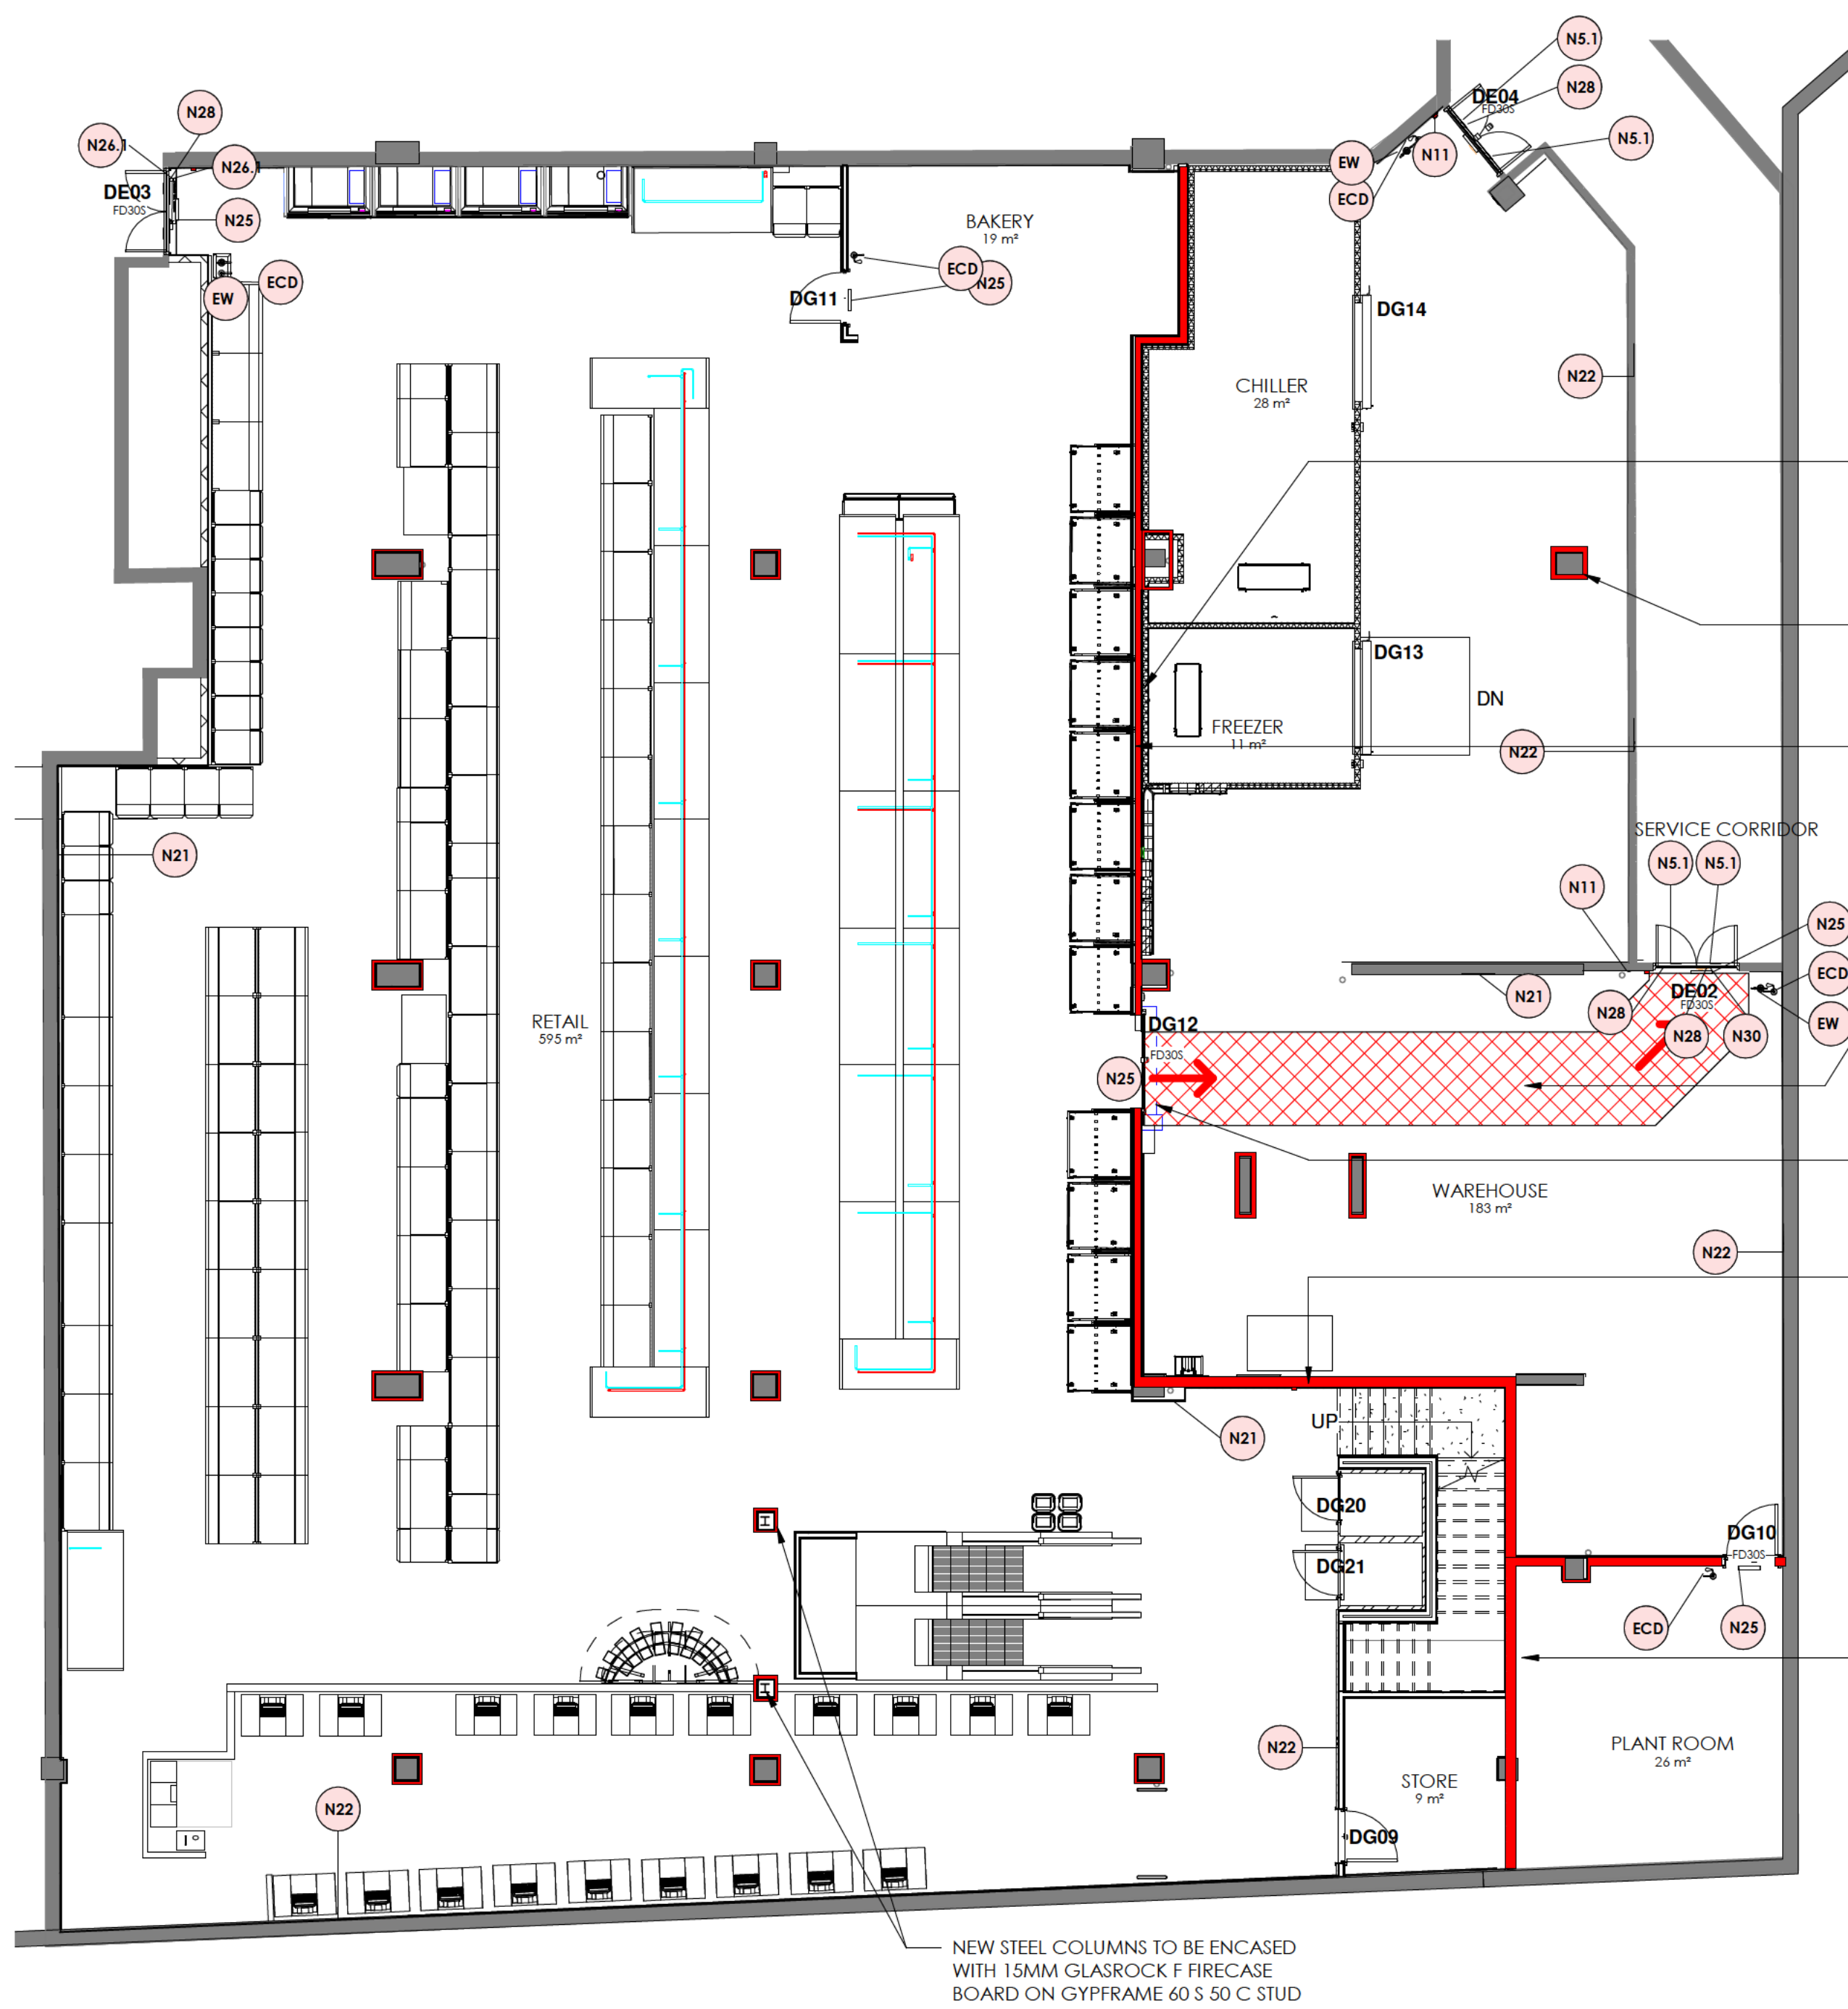 N5.1
N28
DE04
FD30S
N5.1
N28
N26.1
N26.
N11
EW
ECD
DE03
FD30S
N25
BAKERY
19 m²
ECD
N25
EW
ECD
DG11
DG14
N22
CHILLER
28 m²
DG13
DN
FREEZER
11 m²
N22
SERVICE CORRIDOR
N5.1
N5.1
N21
N11
N25
ECD
N21
DE02
FD30S
N28
EW
N28
N30
RETAIL
595 m²
DG12
FD30S
N25
WAREHOUSE
183 m²
N22
UP
N21
DG20
DG10
FD30S
DG21
ECD
N25
N22
PLANT ROOM
26 m²
STORE
9 m²
N22
DG09
NEW STEEL COLUMNS TO BE ENCASED
WITH 15MM GLASROCK F FIRECASE
BOARD ON GYPFRAME 60 S 50 C STUD